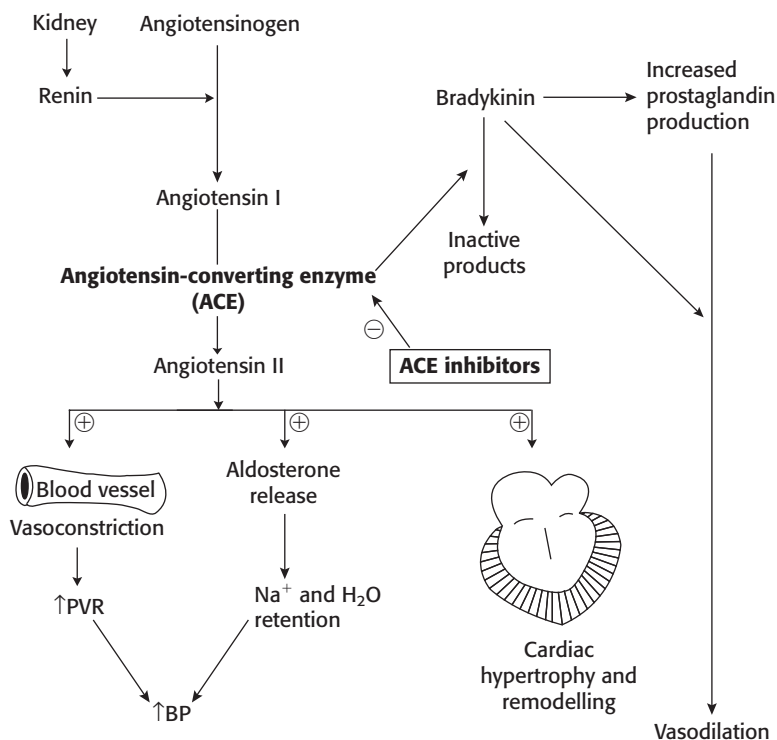 Kidney
Angiotensinogen
Renin
Bradykinin
Increased
prostaglandin
production
Angiotensin I
Inactive
products
Angiotensin-converting enzyme
(ACE)
−
ACE inhibitors
Angiotensin II
+
+
+
Blood vessel
Vasoconstriction
Aldosterone
release
↑PVR
Na⁺ and H₂O
retention
Cardiac
hypertrophy and
remodelling
↑BP
Vasodilation